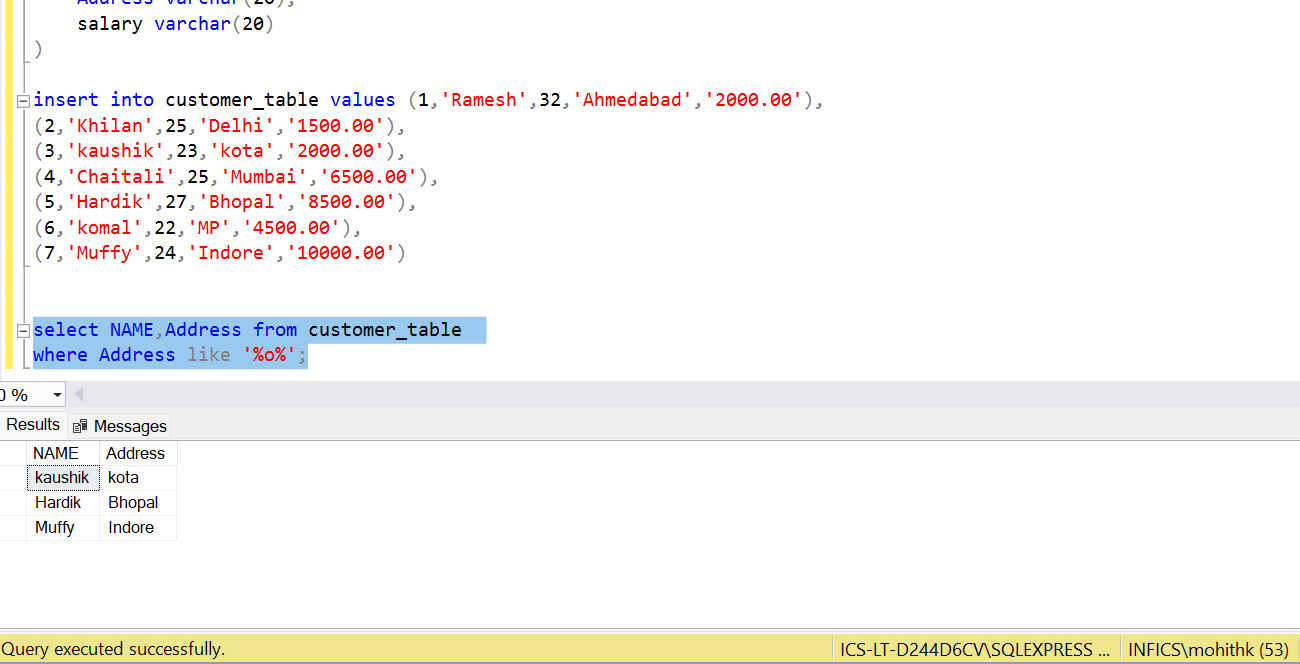 Address varchar(20),
salary varchar(20)
)
insert into customer_table values (1,'Ramesh',32,'Ahmedabad','2000.00'),
(2,'Khilan',25,'Delhi','1500.00'),
(3,'kaushik',23,'kota','2000.00'),
(4,'Chaitali',25,'Mumbai','6500.00'),
(5,'Hardik',27,'Bhopal','8500.00'),
(6,'komal',22,'MP','4500.00'),
(7,'Muffy',24,'Indore','10000.00')
select NAME,Address from customer_table
where Address like '%o%';
0 %
Results Messages
NAME Address
kaushik kota
Hardik Bhopal
Muffy Indore
Query executed successfully. ICS-LT-D244D6CV\SQLEXPRESS ... INFICS\mohithk (53)